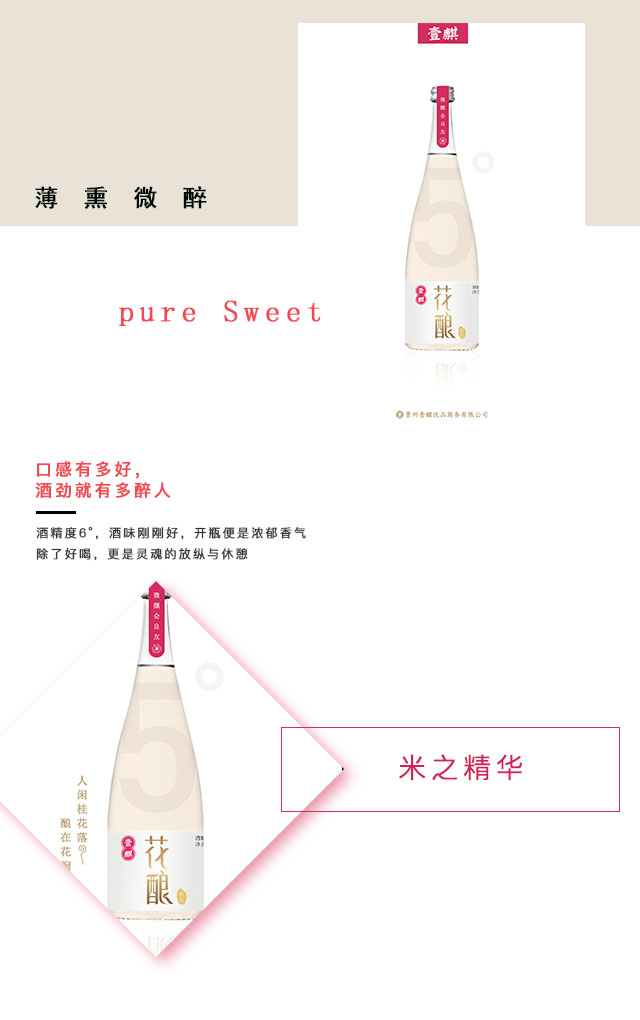 壹麒
微醺会良友
5°
薄熏微醉
pure Sweet
壹麒
花酿
贵州壹麒优品商务有限公司
口感有多好，
酒劲就有多醉人
酒精度6°，酒味刚刚好，开瓶便是浓郁香气
除了好喝，更是灵魂的放纵与休憩
微醺会良友
5°
米之精华
人闲桂花落
酿在花
壹麒
花酿